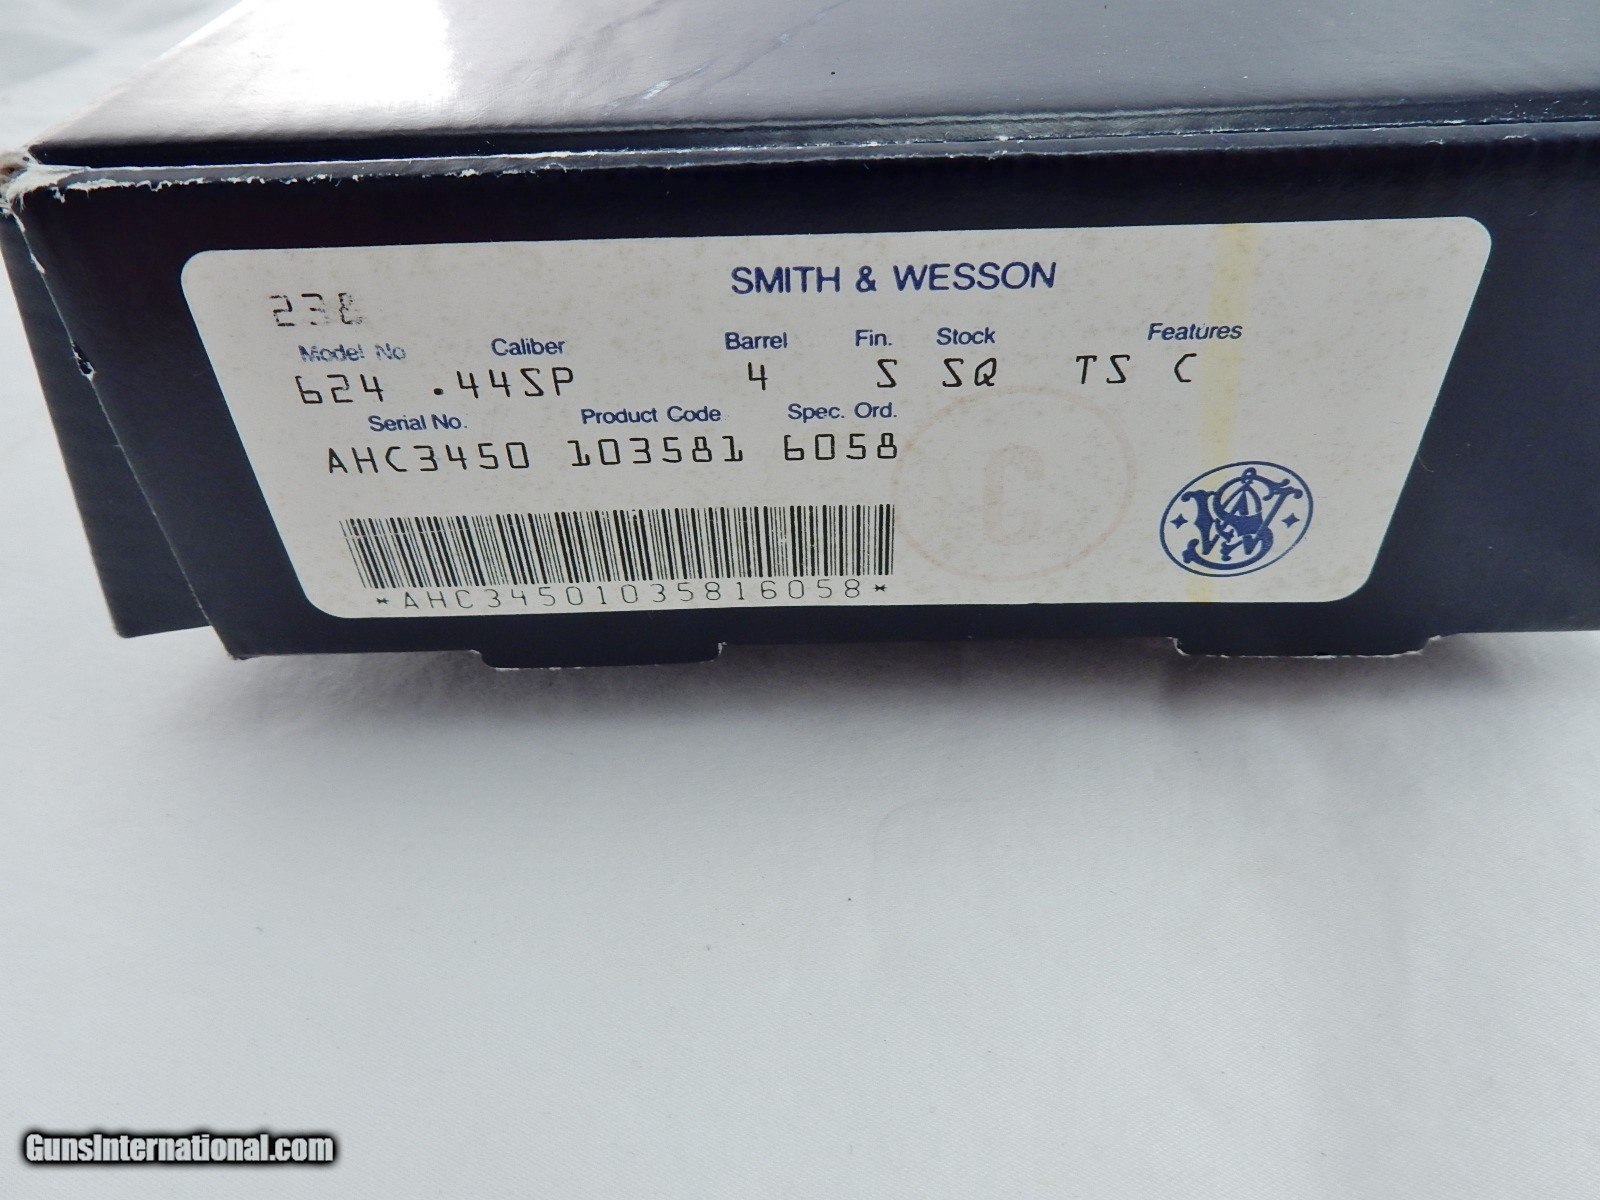 SMITH & WESSON
238
Model No Caliber Barrel Fin. Stock Features
624 .44SP 4 S SQ TS C
Serial No. Product Code Spec. Ord.
AHC3450 103581 6058
C
*AHC34501035816058*
GunsInternational.com